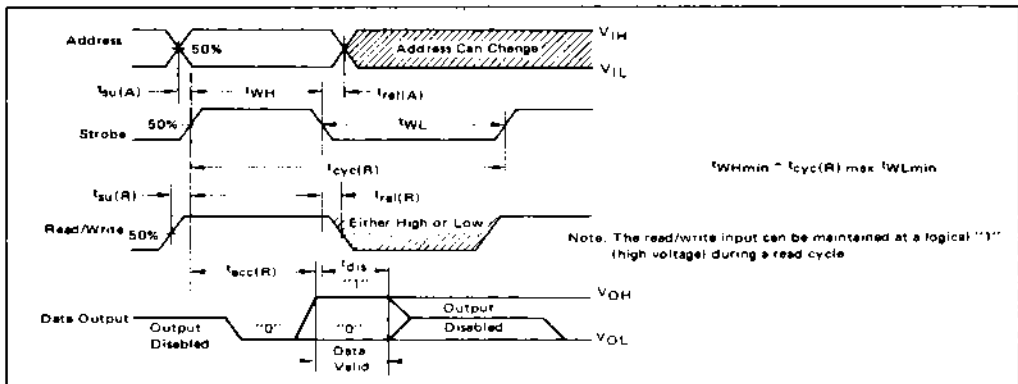 Address
50%
Address Can Change
VIH
VIL
tsu(A)
tWH
trel(A)
Strobe
50%
tWL
tcyc(R)
tWHmin = tcyc(R) max tWLmin
tsu(R)
trel(R)
Read/Write
50%
Either High or Low
Note. The read/write input can be maintained at a logical "1"
(high voltage) during a read cycle
tacc(R)
tdis
"1"
VOH
Data Output
Output
Disabled
"0"
"0"
Output
Disabled
VOL
Data
Valid